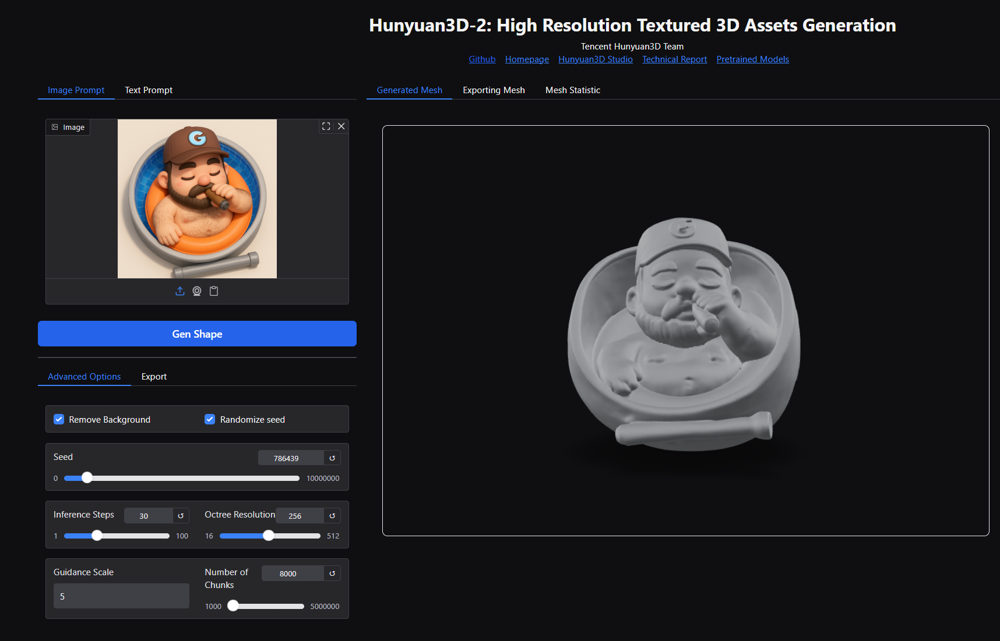 Hunyuan3D-2: High Resolution Textured 3D Assets Generation
Tencent Hunyuan3D Team
Github Homepage Hunyuan3D Studio Technical Report Pretrained Models
Image Prompt Text Prompt
Image
G
Gen Shape
Advanced Options Export
Remove Background Randomize seed
Seed 786439
0 10000000
Inference Steps 30
1 100
Octree Resolution 256
16 512
Guidance Scale
5
Number of
Chunks
8000
1000 5000000
Generated Mesh Exporting Mesh Mesh Statistic
G